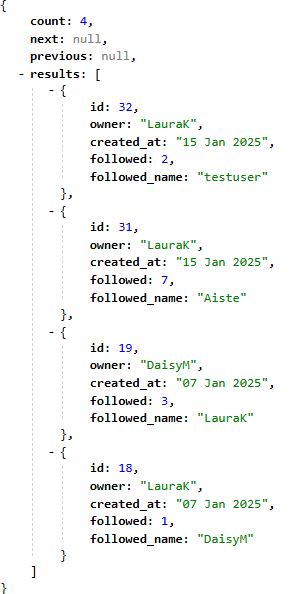 {
count: 4,
next: null,
previous: null,
- results: [
- {
id: 32,
owner: "LauraK",
created_at: "15 Jan 2025",
followed: 2,
followed_name: "testuser"
},
- {
id: 31,
owner: "LauraK",
created_at: "15 Jan 2025",
followed: 7,
followed_name: "Aiste"
},
- {
id: 19,
owner: "DaisyM",
created_at: "07 Jan 2025",
followed: 3,
followed_name: "LauraK"
},
- {
id: 18,
owner: "LauraK",
created_at: "07 Jan 2025",
followed: 1,
followed_name: "DaisyM"
}
]
}